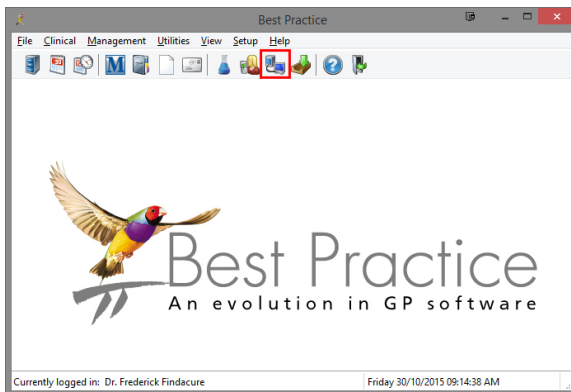 Best Practice
File Clinical Management Utilities View Setup Help
M
Best Practice
An evolution in GP software
Currently logged in: Dr. Frederick Findacure Friday 30/10/2015 09:14:38 AM